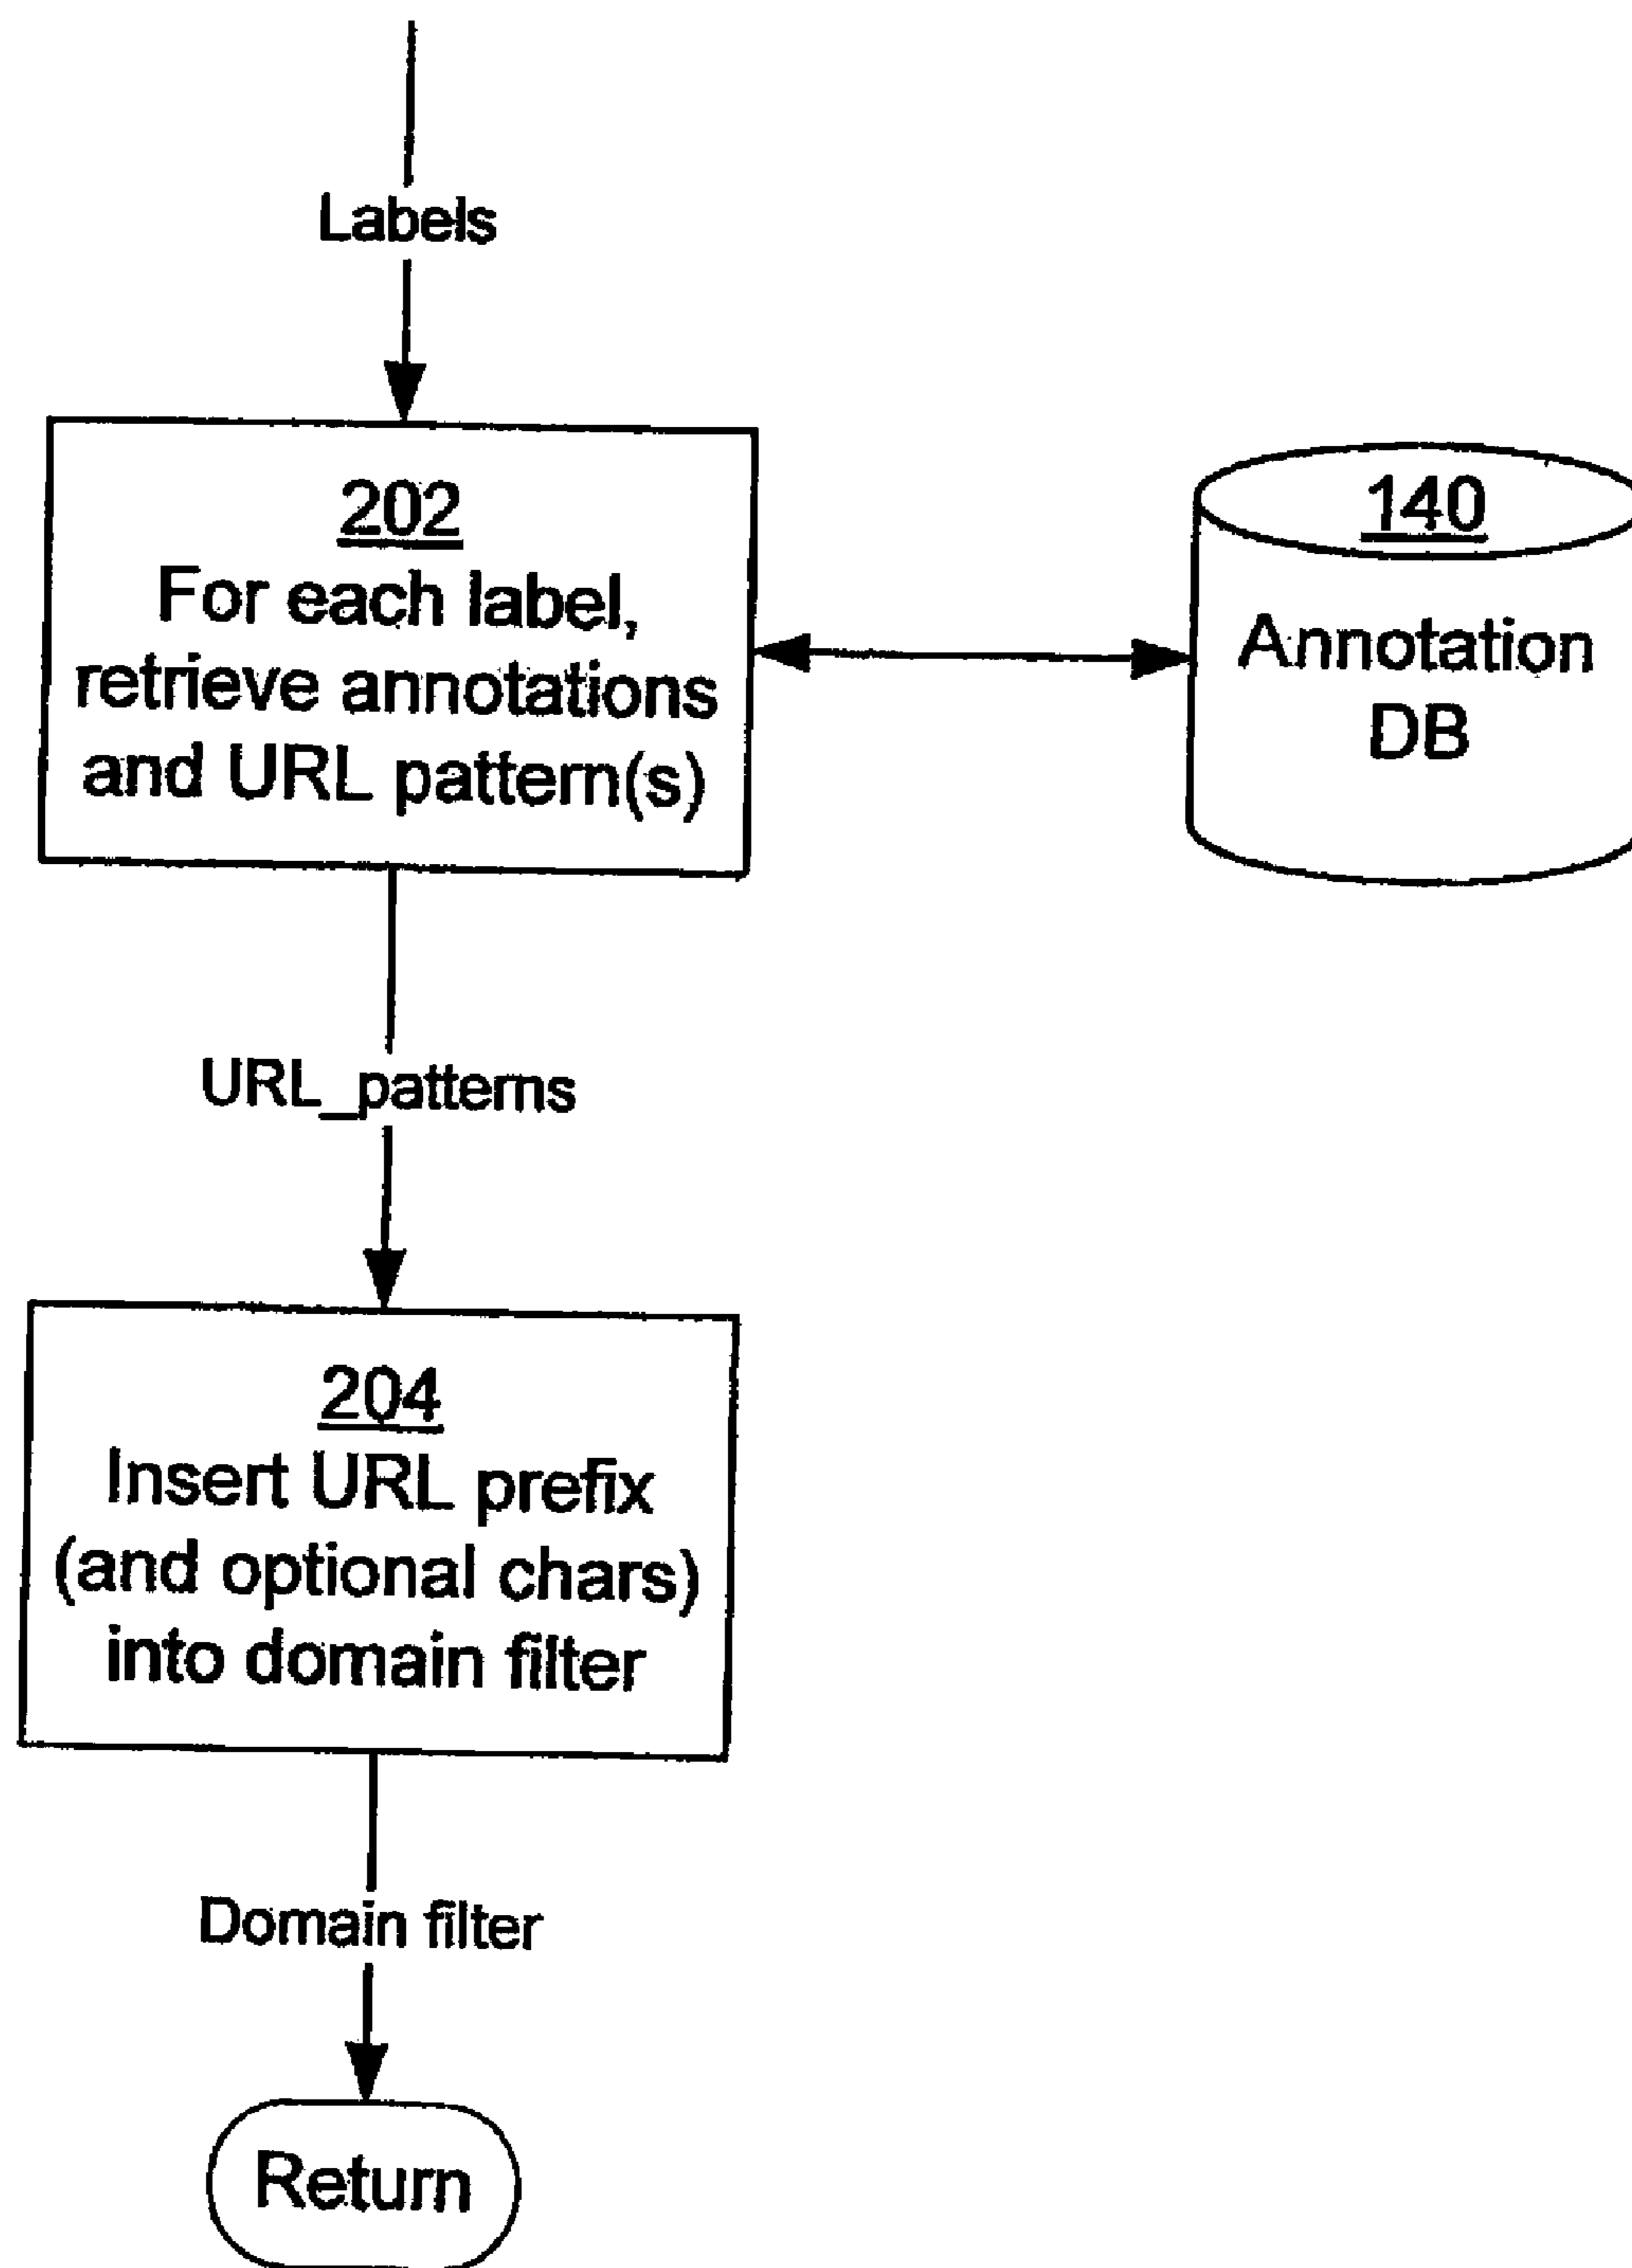 Labels
202
For each label,
retrieve annotations
and URL pattern(s)
140
Annotation
DB
URL_patterns
204
Insert URL prefix
(and optional chars)
into domain filter
Domain filter
Return